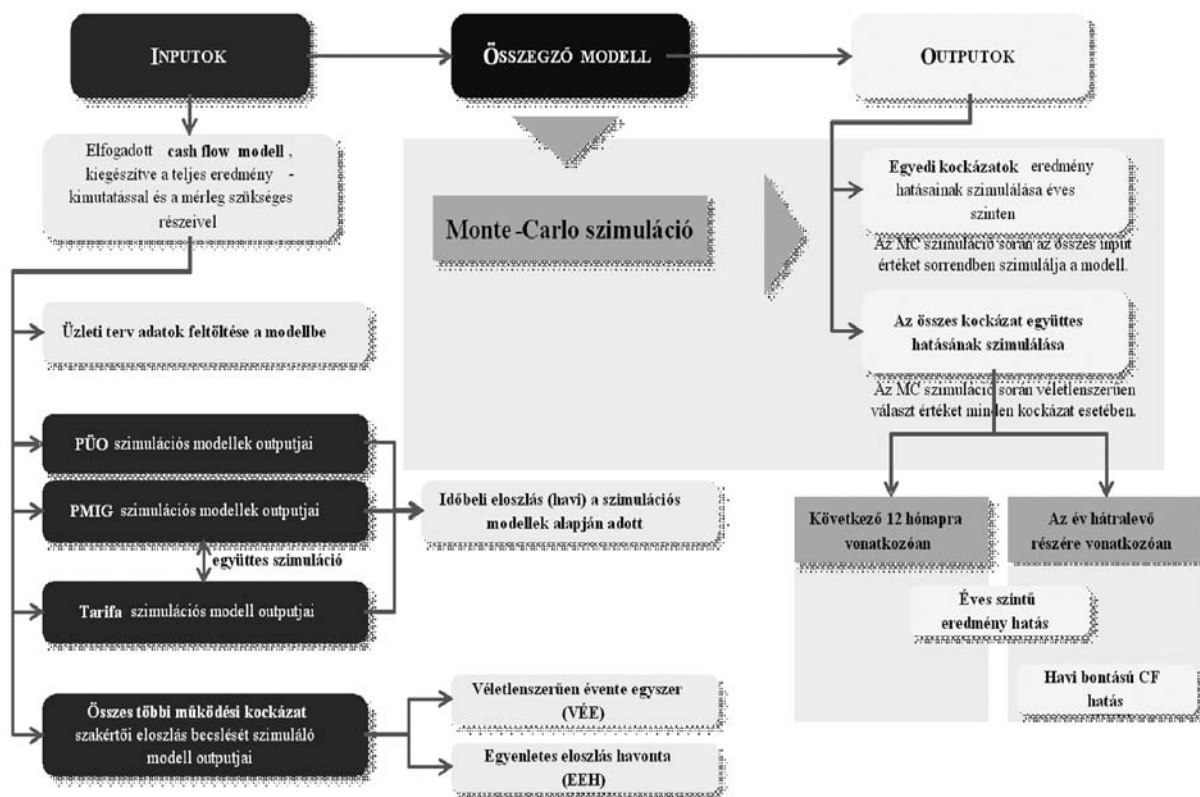 INPUTOK
ÖSSZEGZŐ MODELL
OUTPUTOK
Elfogadott cash flow modell,
kiegészítve a teljes eredmény -
kimutatással és a mérleg szükséges
részeivel
Egyedi kockázatok eredmény
hatásainak szimulálása éves
szinten
Monte-Carlo szimuláció
Az MC szimuláció során az összes input
értéket sorrendben szimulálja a modell.
Üzleti terv adatok feltöltése a modellbe
Az összes kockázat együttes
hatásának szimulálása
Az MC szimuláció során véletlenszerűen
választ értéket minden kockázat esetében.
PÜO szimulációs modellek outputjai
PMIG szimulációs modellek outputjai
együttes szimuláció
Tarifa szimulációs modell outputjai
Időbeli eloszlás (havi) a szimulációs
modellek alapján adott
Következő 12 hónapra
vonatkozóan
Az év hátralevő
részére vonatkozóan
Éves szintű
eredmény hatás
Havi bontású CF
hatás
Összes többi működési kockázat
szakértői eloszlás becslését szimuláló
modell outputjai
Véletlenszerűen évente egyszer
(VÉE)
Egyenletes eloszlás havonta
(EEH)